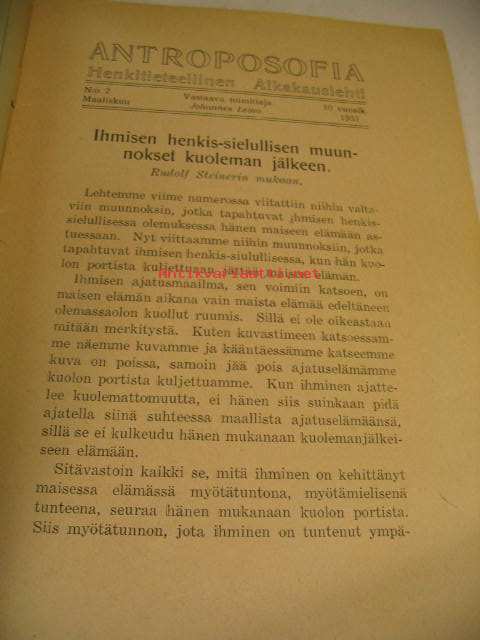 ANTROPOSOFIA
Henkitieteellinen Aikakauslehti
N:o 2
Maaliskuu
Vastaava toimittaja
Johannes Leino
10 vuosik
1931
Ihmisen henkis-sielullisen muun-
nokset kuoleman jälkeen.
Rudolf Steinerin mukaan.
Lehtemme viime numerossa viitattiin niihin valta-
viin muunnoksin, jotka tapahtuvat ihmisen henkis-
sielullisessa olemuksessa hänen maiseen elämään as-
tuessaan. Nyt viittaamme niihin muunnoksiin, jotka
tapahtuvat ihmisen henkis-sielullisessa, kun hän kuo-
lon portista kuljettuaan jättää maisen elämän.
Antikvariaatti.net
Ihmisen ajatusmaailma, sen voimiin katsoen, on
maisen elämän aikana vain maista elämää edeltäneen
olemassaolon kuollut ruumis. Sillä ei ole oikeastaan
mitään merkitystä. Kuten kuvastimeen katsoessam-
me näemme kuvamme ja kääntäessämme katseemme
kuva on poissa, samoin jää pois ajatuselämämme
kuolon portista kuljettuamme. Kun ihminen ajatte-
lee kuolemattomuutta, ei hänen siis suinkaan pidä
ajatella siinä suhteessa maallista ajatuselämäänsä,
sillä se ei kulkeudu hänen mukanaan kuolemanjälkei-
seen elämään.
Sitävastoin kaikki se, mitä ihminen on kehittänyt
maisessa elämässä myötätuntona, myötämielisenä
tunteena, seuraa hänen mukanaan kuolon portista.
Siis myötätunnon, jota ihminen on tuntenut ympä-